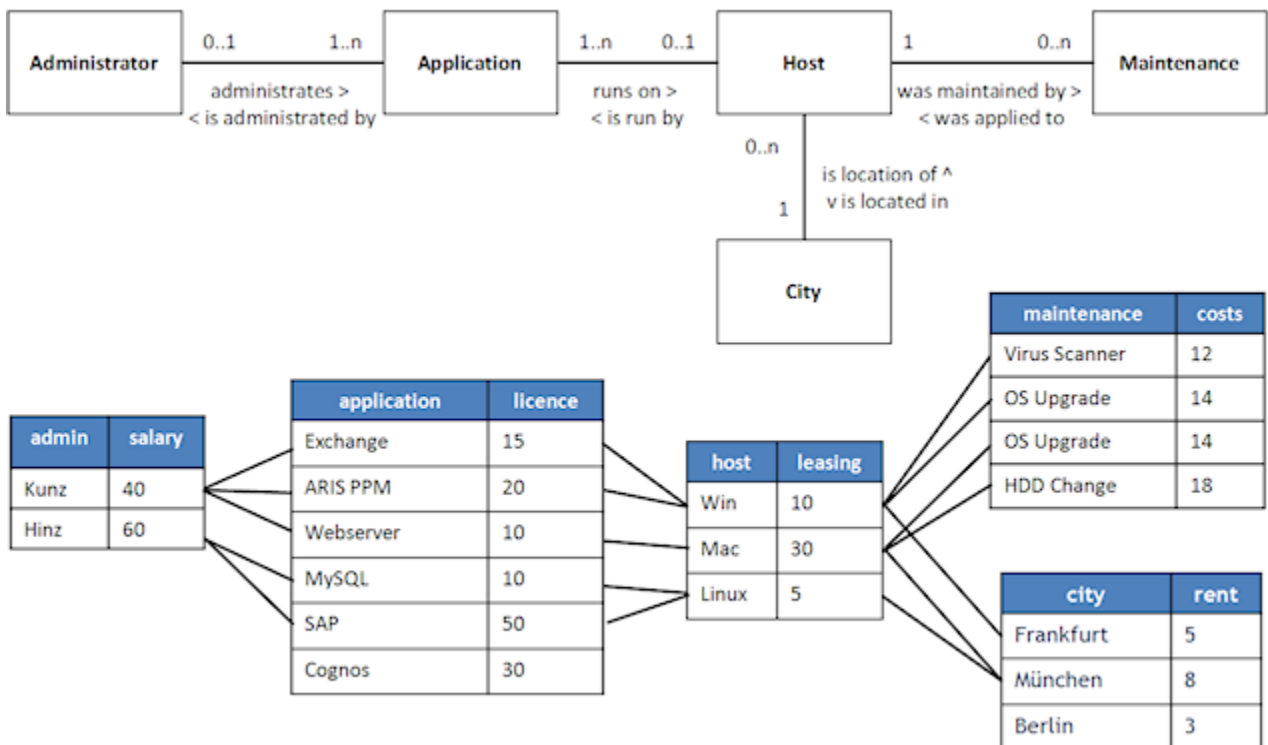 0..1 1..n 1..n 0..1 1 0..n
Administrator Application Host Maintenance
administrates >
< is administrated by
runs on >
< is run by
was maintained by >
< was applied to
0..n
is location of ^
v is located in
1
City
admin salary
Kunz 40
Hinz 60
application licence
Exchange 15
ARIS PPM 20
Webserver 10
MySQL 10
SAP 50
Cognos 30
host leasing
Win 10
Mac 30
Linux 5
maintenance costs
Virus Scanner 12
OS Upgrade 14
OS Upgrade 14
HDD Change 18
city rent
Frankfurt 5
München 8
Berlin 3